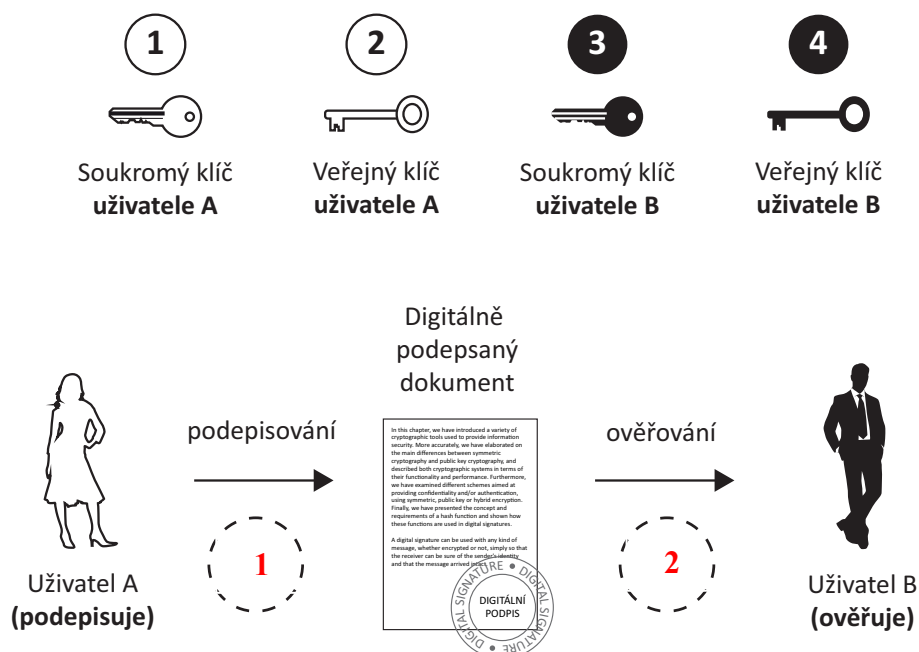 1
2
3
4
Soukromý klíč
uživatele A
Veřejný klíč
uživatele A
Soukromý klíč
uživatele B
Veřejný klíč
uživatele B
Digitálně
podepsaný
dokument
podepisování
ověřování
In this chapter, we have introduced a variety of
cryptographic tools used to provide information
security. More accurately, we have elaborated on
the main differences between symmetric
cryptography and public key cryptography, and
described both cryptographic systems in terms of
their functionality and performance. Furthermore,
we have examined different schemes aimed at
providing confidentiality and/or authentication,
using symmetric, public key or hybrid encryption.
Finally, we have presented the concept and
requirements of a hash function and shown how
these functions are used in digital signatures.
A digital signature can be used with any kind of
message, whether encrypted or not, simply so that
the receiver can be sure of the sender's identity
and that the message arrived intact.
DIGITAL SIGNATURE • DIGITAL SIGNATURE •
DIGITÁLNÍ
PODPIS
1
2
Uživatel A
(podepisuje)
Uživatel B
(ověřuje)